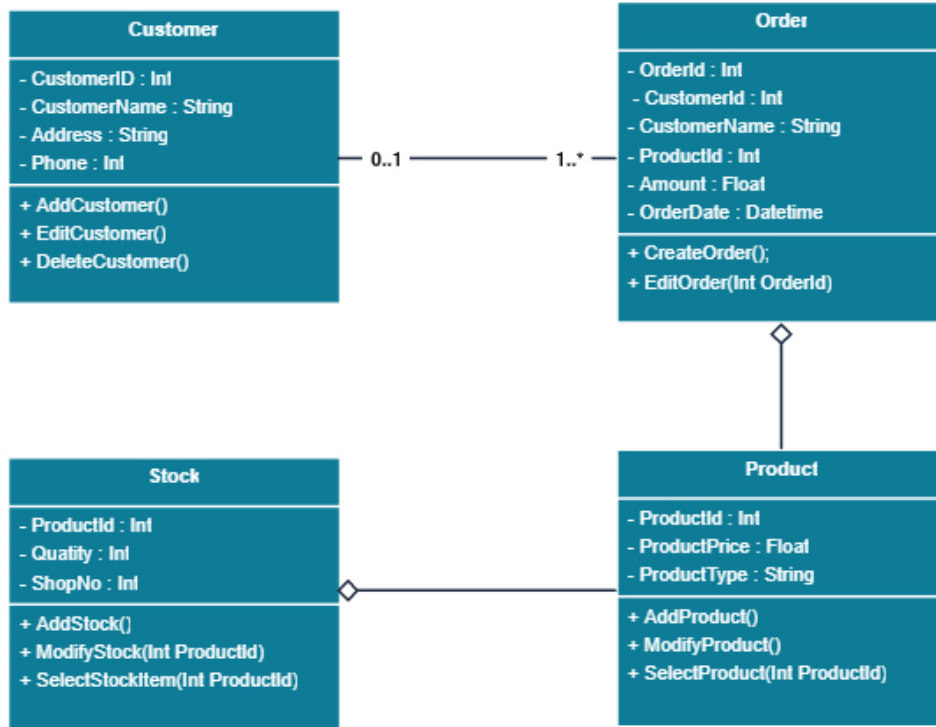 Customer
- CustomerID : Int
- CustomerName : String
- Address : String
- Phone : Int
+ AddCustomer()
+ EditCustomer()
+ DeleteCustomer()
0..1
1..*
Order
- OrderId : Int
- CustomerId : Int
- CustomerName : String
- ProductId : Int
- Amount : Float
- OrderDate : Datetime
+ CreateOrder();
+ EditOrder(Int OrderId)
Stock
- ProductId : Int
- Quatity : Int
- ShopNo : Int
+ AddStock()
+ ModifyStock(Int ProductId)
+ SelectStockItem(Int ProductId)
Product
- ProductId : Int
- ProductPrice : Float
- ProductType : String
+ AddProduct()
+ ModifyProduct()
+ SelectProduct(Int ProductId)